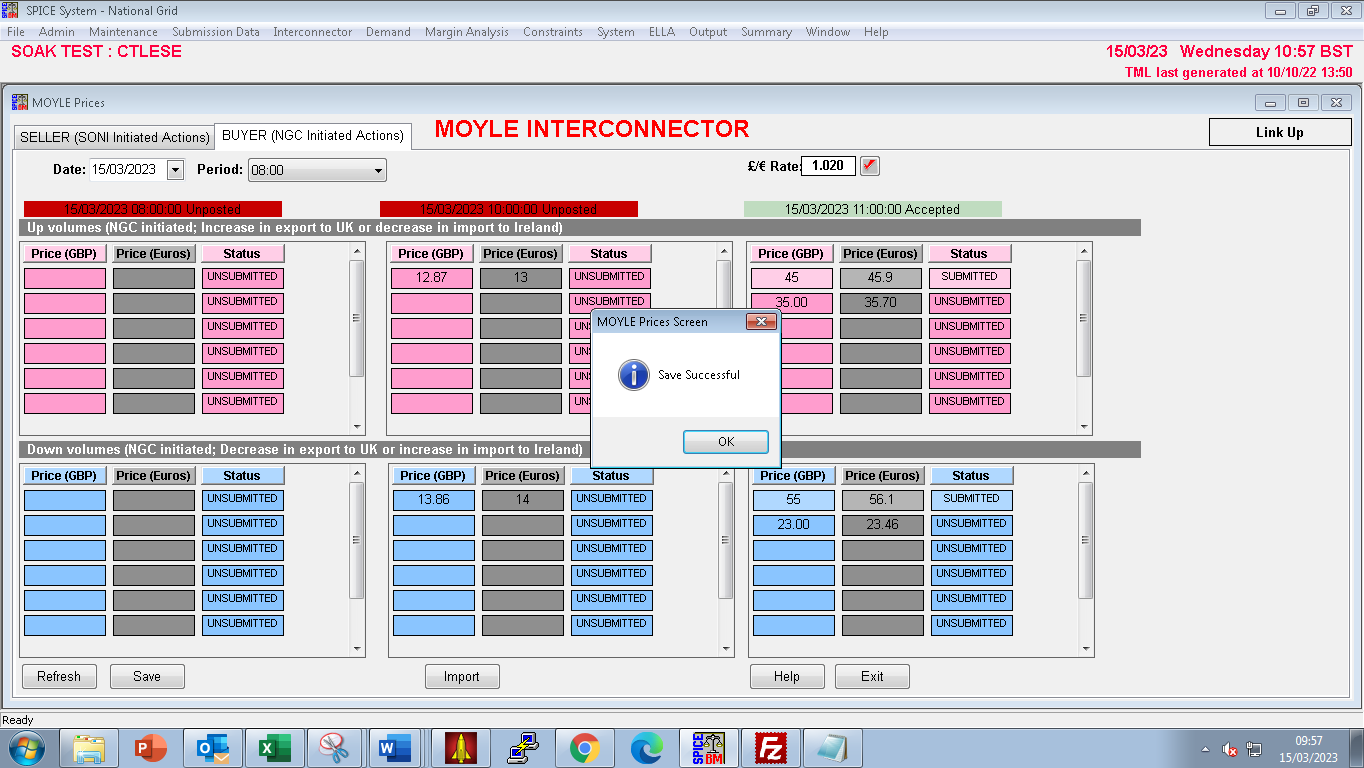 SPICE System - National Grid
File Admin Maintenance Submission Data Interconnector Demand Margin Analysis Constraints System ELLA Output Summary Window Help
SOAK TEST : CTLESE 15/03/23 Wednesday 10:57 BST
TML last generated at 10/10/22 13:50
MOYLE Prices
SELLER (SONI Initiated Actions) BUYER (NGC Initiated Actions) MOYLE INTERCONNECTOR Link Up
Date: 15/03/2023 Period: 08:00 £/€ Rate: 1.020
15/03/2023 08:00:00 Unposted 15/03/2023 10:00:00 Unposted 15/03/2023 11:00:00 Accepted
Up volumes (NGC initiated; Increase in export to UK or decrease in import to Ireland)
Price (GBP) Price (Euros) Status Price (GBP) Price (Euros) Status Price (GBP) Price (Euros) Status
UNSUBMITTED 12.87 13 UNSUBMITTED 45 45.9 SUBMITTED
UNSUBMITTED UNSUBMITTED 35.00 35.70 UNSUBMITTED
UNSUBMITTED UNS UNSUBMITTED
UNSUBMITTED UNS UNSUBMITTED
UNSUBMITTED UNS UNSUBMITTED
UNSUBMITTED UNS UNSUBMITTED
MOYLE Prices Screen
Save Successful
OK
Down volumes (NGC initiated; Decrease in export to UK or increase in import to Ireland)
Price (GBP) Price (Euros) Status Price (GBP) Price (Euros) Status Price (GBP) Price (Euros) Status
UNSUBMITTED 13.86 14 UNSUBMITTED 55 56.1 SUBMITTED
UNSUBMITTED UNSUBMITTED 23.00 23.46 UNSUBMITTED
UNSUBMITTED UNSUBMITTED UNSUBMITTED
UNSUBMITTED UNSUBMITTED UNSUBMITTED
UNSUBMITTED UNSUBMITTED UNSUBMITTED
UNSUBMITTED UNSUBMITTED UNSUBMITTED
Refresh Save Import Help Exit
Ready
09:57
15/03/2023